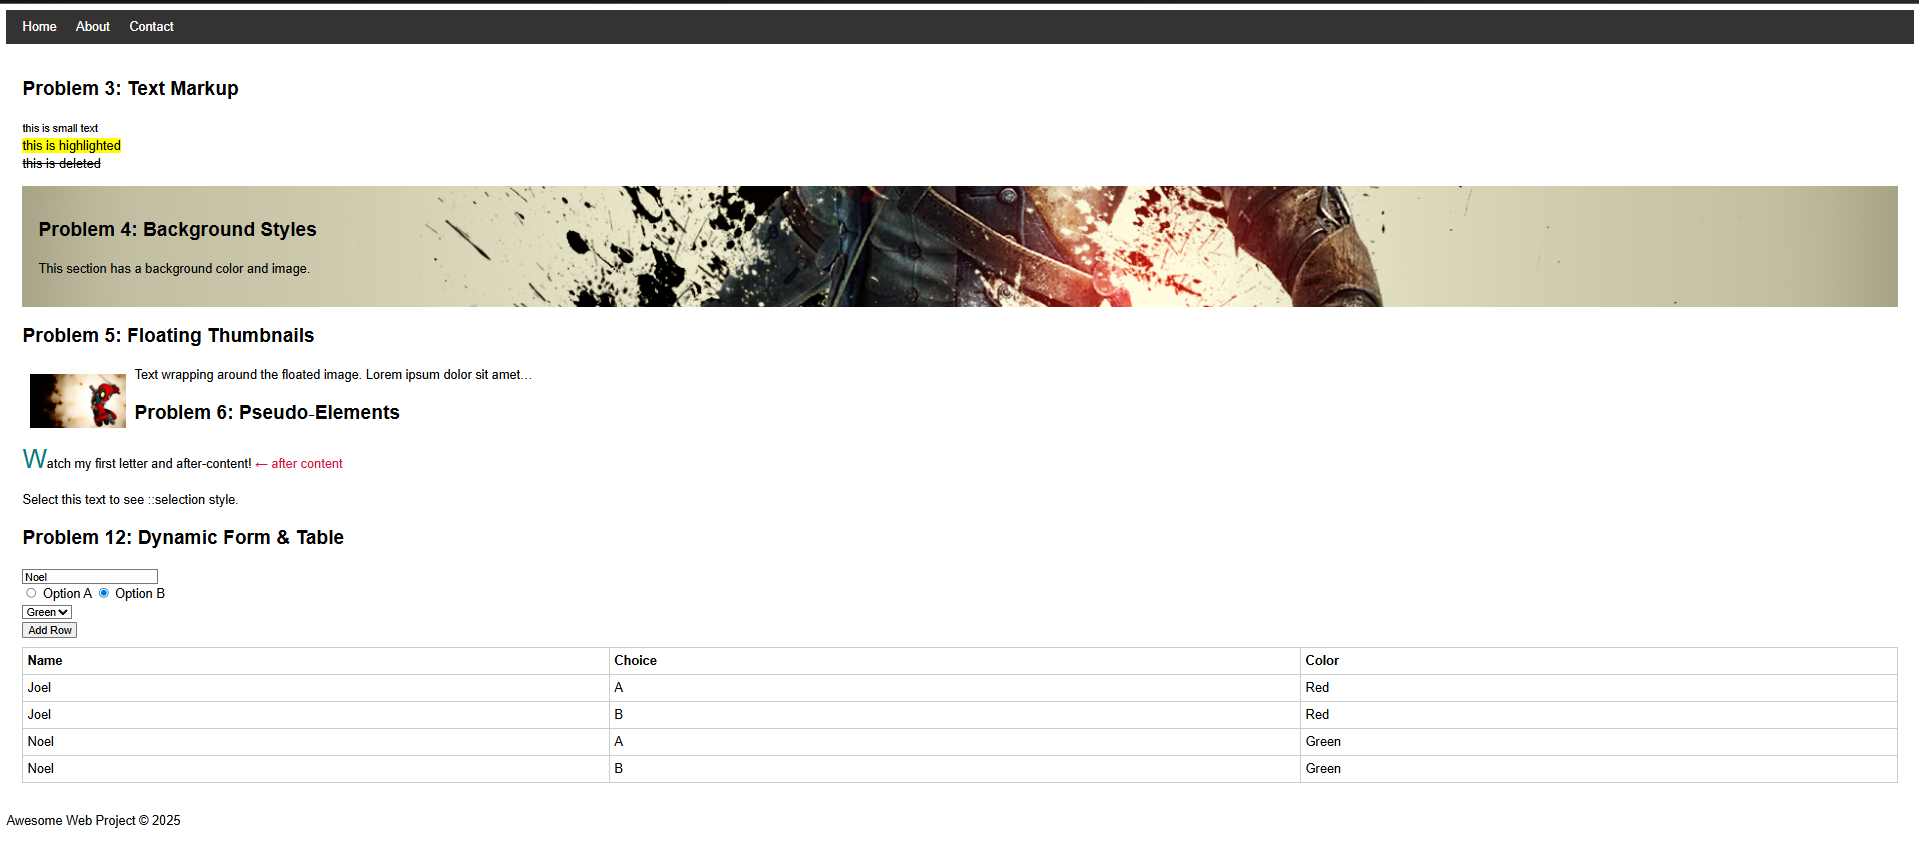 Home About Contact
Problem 3: Text Markup
this is small text
this is highlighted
this is deleted
Problem 4: Background Styles
This section has a background color and image.
Problem 5: Floating Thumbnails
Text wrapping around the floated image. Lorem ipsum dolor sit amet…
Problem 6: Pseudo-Elements
Watch my first letter and after-content! ← after content
Select this text to see ::selection style.
Problem 12: Dynamic Form & Table
Noel
Option A Option B
Green
Add Row
Name Choice Color
Joel A Red
Joel B Red
Noel A Green
Noel B Green
Awesome Web Project © 2025